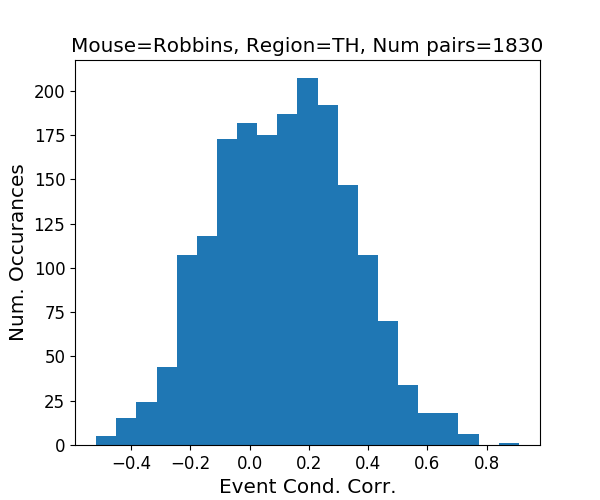 Mouse=Robbins, Region=TH, Num pairs=1830
200
175
150
125
100
75
50
25
0
Num. Occurances
−0.4 −0.2 0.0 0.2 0.4 0.6 0.8
Event Cond. Corr.